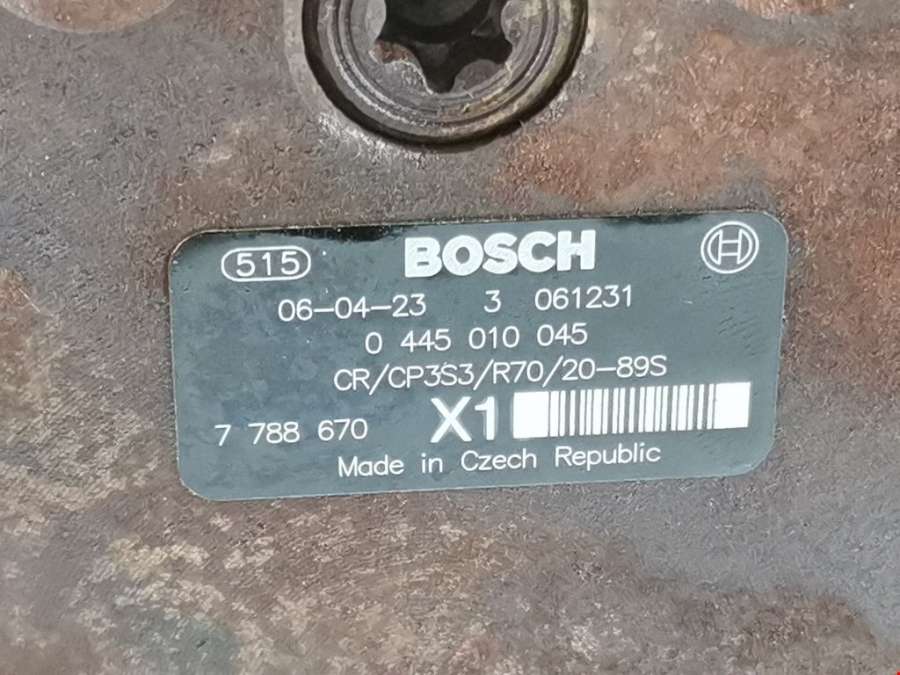 515 BOSCH
06-04-23 3 061231
0 445 010 045
CR/CP3S3/R70/20-89S
7 788 670 X1
Made in Czech Republic